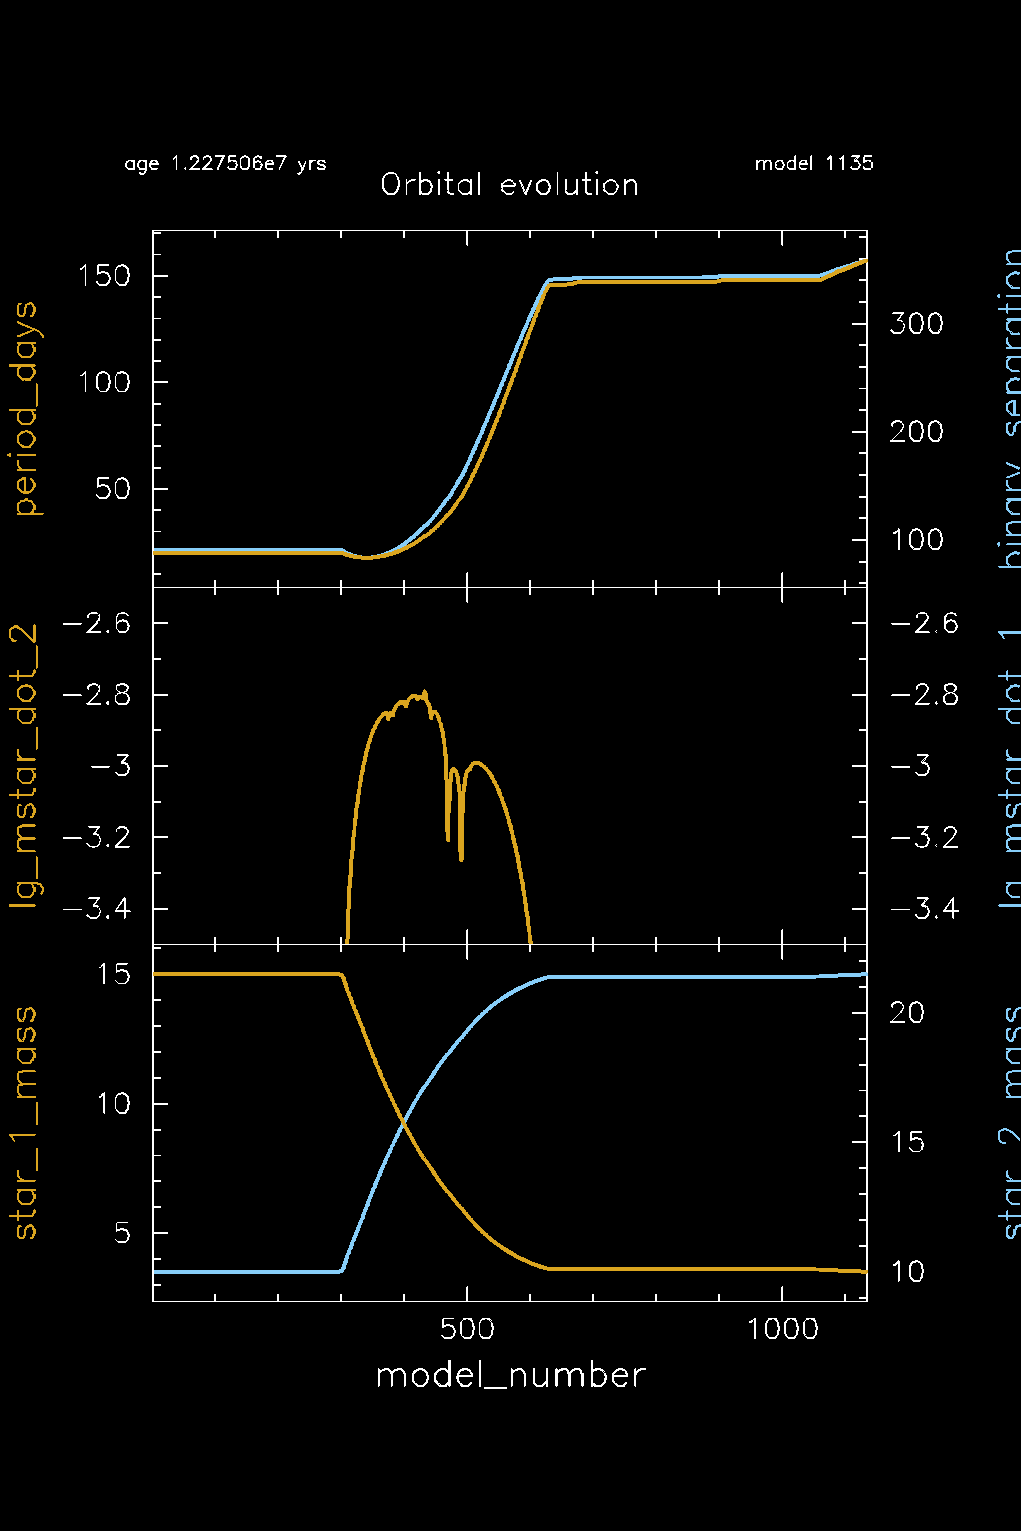 age 1.227506e7 yrs
model 1135
Orbital evolution
period_days
150
100
50
300
200
100
binary_separation
lg_mstar_dot_2
−2.6
−2.8
−3
−3.2
−3.4
−2.6
−2.8
−3
−3.2
−3.4
lg_mstar_dot_1
star_1_mass
15
10
5
20
15
10
star_2_mass
500
1000
model_number